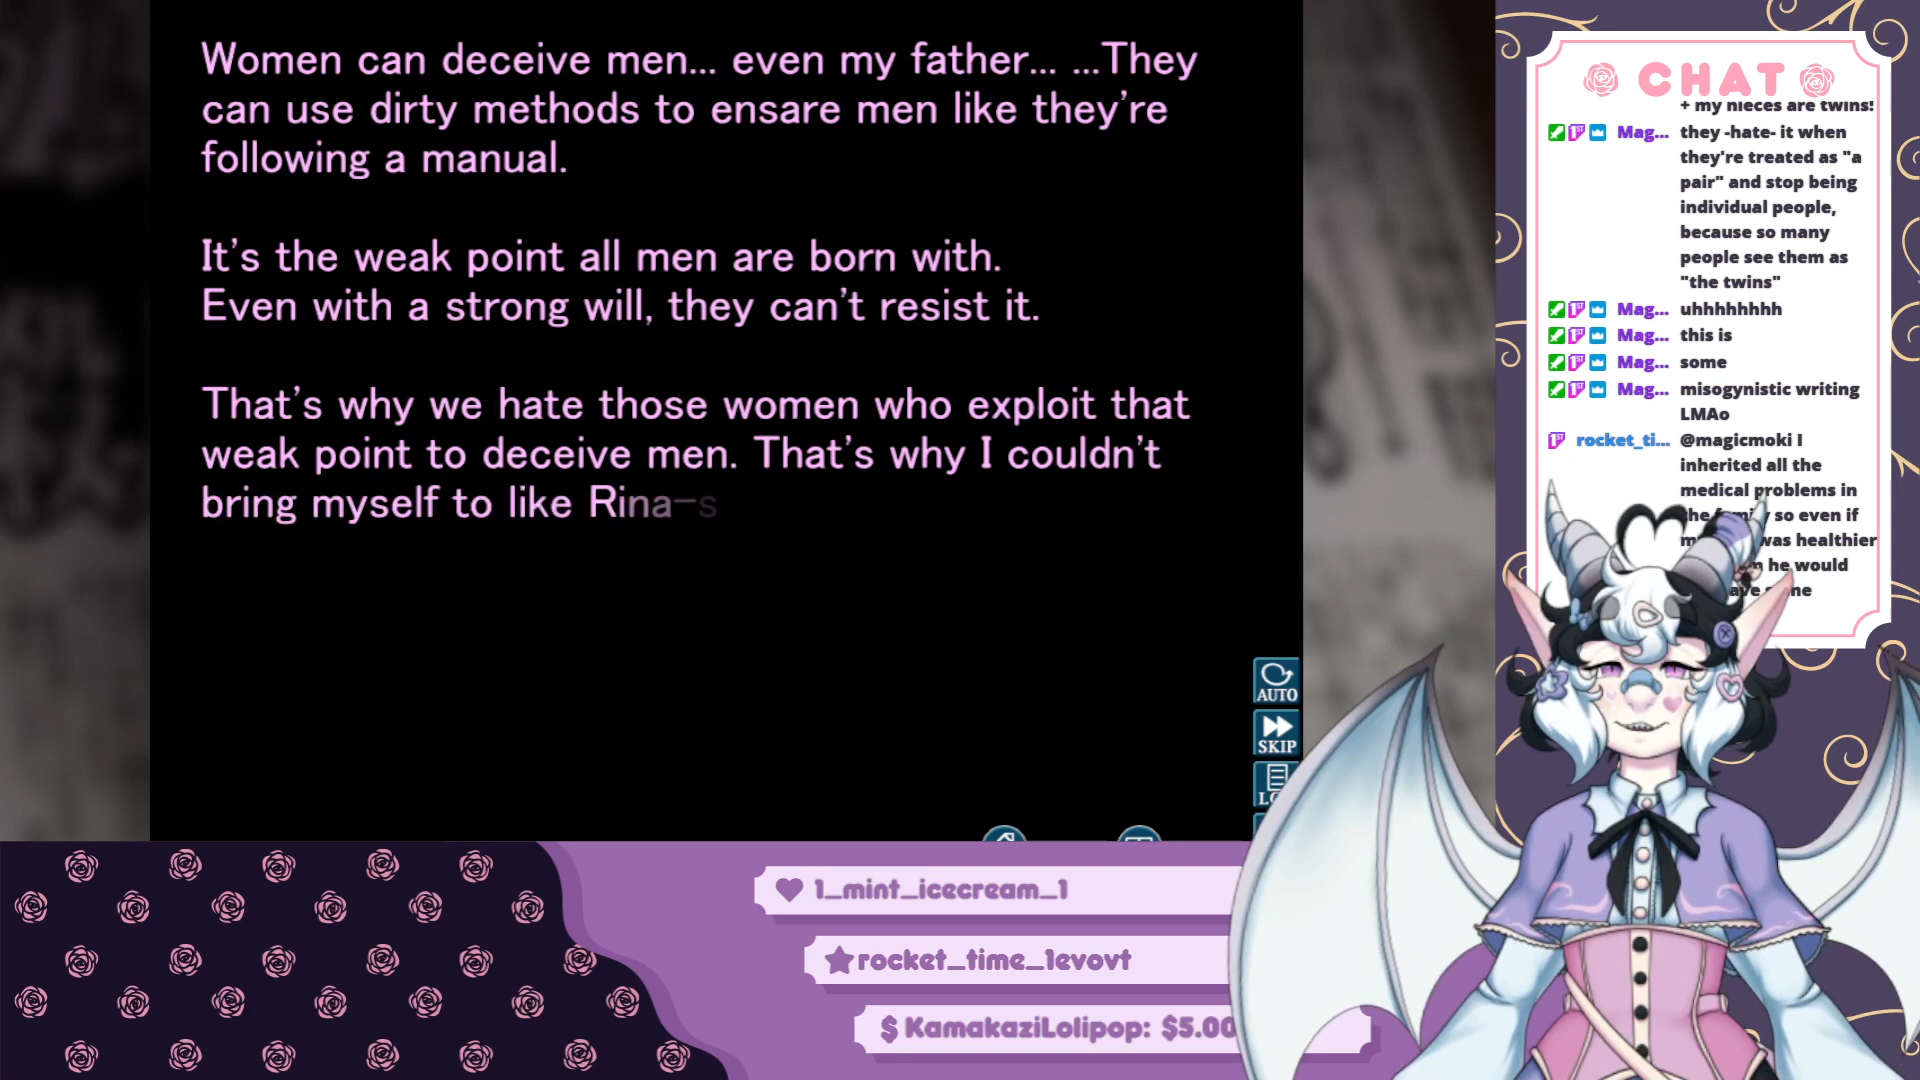 Women can deceive men... even my father... ...They
can use dirty methods to ensare men like they're
following a manual.
It's the weak point all men are born with.
Even with a strong will, they can't resist it.
That's why we hate those women who exploit that
weak point to deceive men. That's why I couldn't
bring myself to like Rina-s
AUTO
SKIP
CHAT
+ my nieces are twins!
Mag... they -hate- it when
they're treated as "a
pair" and stop being
individual people,
because so many
people see them as
"the twins"
Mag... uhhhhhhhh
Mag... this is
Mag... some
Mag... misogynistic writing
LMAo
rocket_ti... @magicmoki I
inherited all the
medical problems in
the family so even if
was healthier
he would
1_mint_icecream_1
rocket_time_1evovt
$ KamakaziLolipop: $5.00